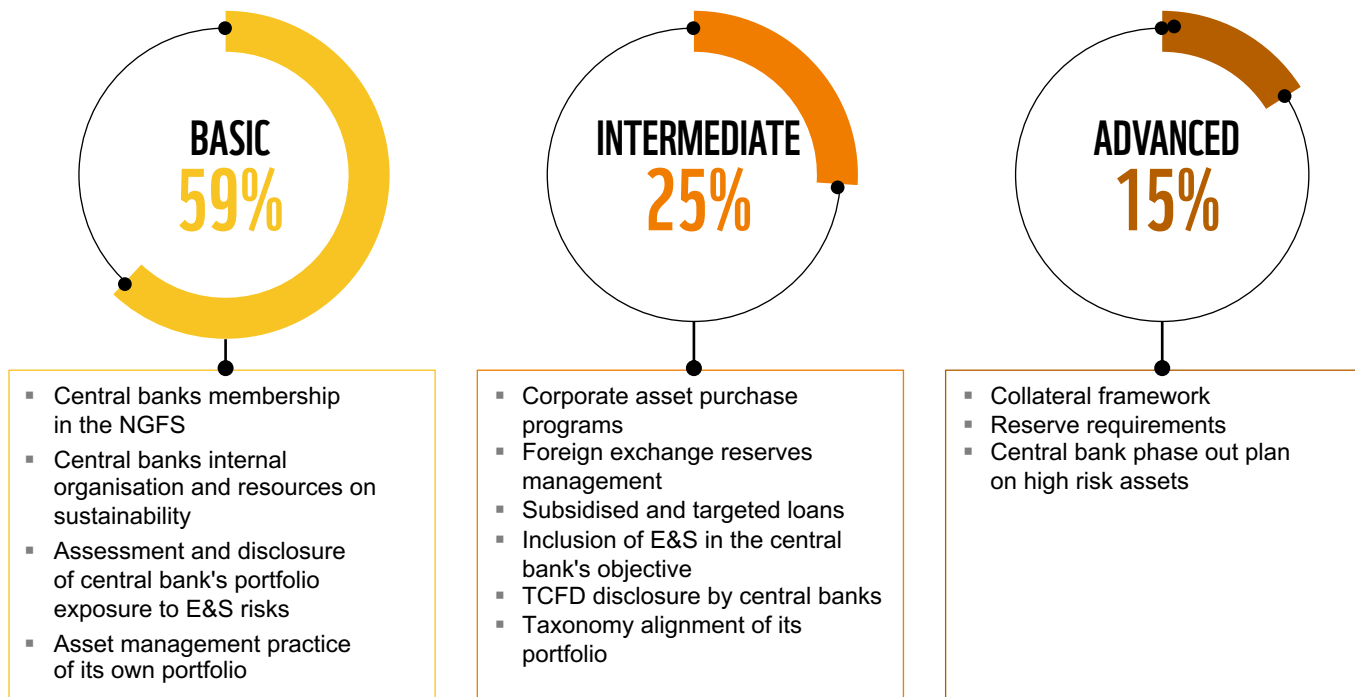 BASIC
59%
Central banks membership
in the NGFS
Central banks internal
organisation and resources on
sustainability
Assessment and disclosure
of central bank's portfolio
exposure to E&S risks
Asset management practice
of its own portfolio
INTERMEDIATE
25%
Corporate asset purchase
programs
Foreign exchange reserves
management
Subsidised and targeted loans
Inclusion of E&S in the central
bank's objective
TCFD disclosure by central banks
Taxonomy alignment of its
portfolio
ADVANCED
15%
Collateral framework
Reserve requirements
Central bank phase out plan
on high risk assets